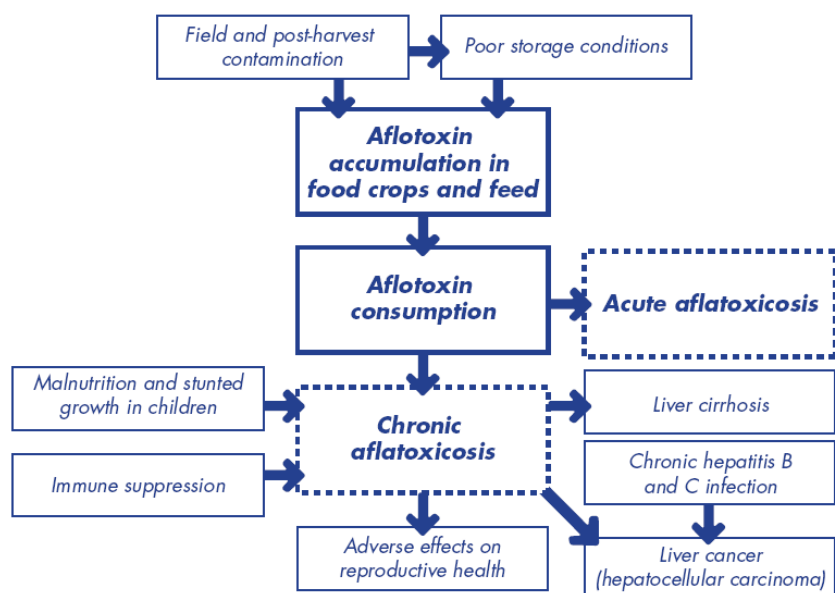 Field and post-harvest
contamination
Poor storage conditions
Aflotoxin
accumulation in
food crops and feed
Aflotoxin
consumption
Acute aflatoxicosis
Malnutrition and stunted
growth in children
Chronic
aflatoxicosis
Liver cirrhosis
Immune suppression
Chronic hepatitis B
and C infection
Adverse effects on
reproductive health
Liver cancer
(hepatocellular carcinoma)